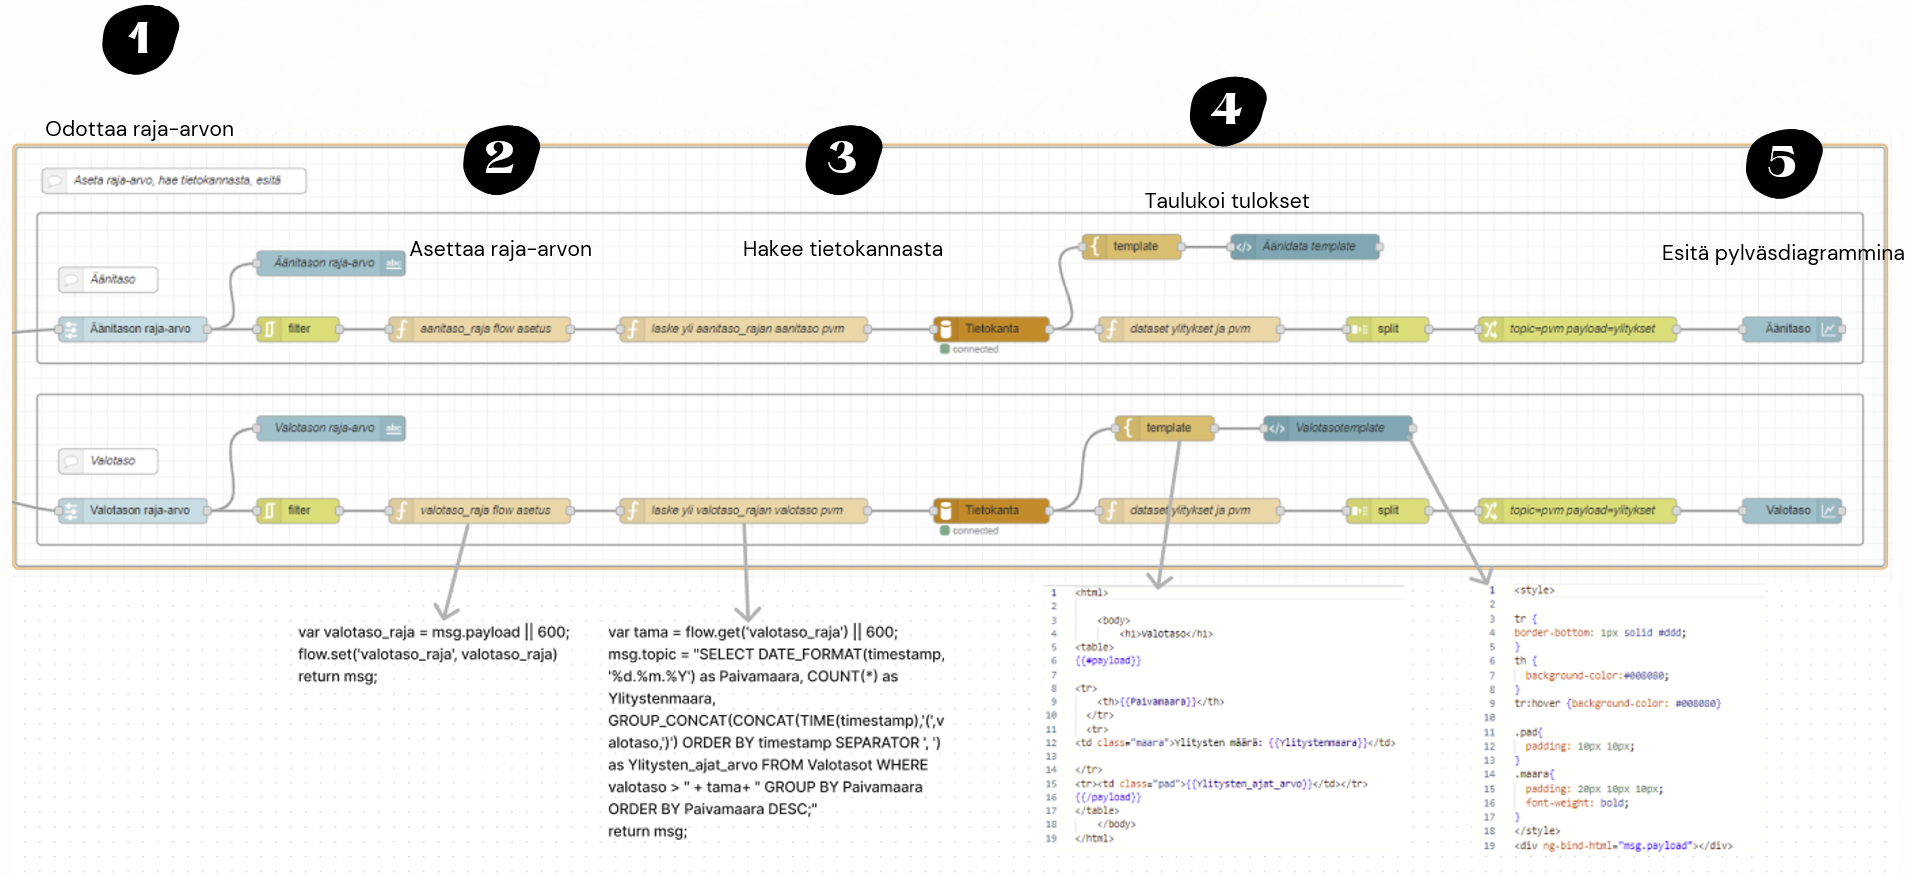 1
Odottaa raja-arvon
2
3
4
5
Aseta raja-arvo, hae tietokannasta, esitä
Taulukoi tulokset
Asettaa raja-arvon
Hakee tietokannasta
Esitä pylväsdiagrammina
Äänitason raja-arvo abc
template
</> Äänidata template
Äänitaso
Äänitason raja-arvo
filter
aanitaso_raja flow asetus
laske yli aanitaso_rajan aanitaso pvm
Tietokanta
connected
dataset ylitykset ja pvm
split
topic=pvm payload=ylitykset
Äänitaso
Valotason raja-arvo abc
template
</> Valotasotemplate
Valotaso
Valotason raja-arvo
filter
valotaso_raja flow asetus
laske yli valotaso_rajan valotaso pvm
Tietokanta
connected
dataset ylitykset ja pvm
split
topic=pvm payload=ylitykset
Valotaso
var valotaso_raja = msg.payload || 600;
flow.set('valotaso_raja', valotaso_raja)
return msg;
var tama = flow.get('valotaso_raja') || 600;
msg.topic = "SELECT DATE_FORMAT(timestamp,
'%d.%m.%Y') as Paivamaara, COUNT(*) as
Ylitystenmaara,
GROUP_CONCAT(CONCAT(TIME(timestamp),'(',v
alotaso,')') ORDER BY timestamp SEPARATOR ', ')
as Ylitysten_ajat_arvo FROM Valotasot WHERE
valotaso > " + tama+ " GROUP BY Paivamaara
ORDER BY Paivamaara DESC;"
return msg;
1 <html>
2
3 <body>
4 <h1>Valotaso</h1>
5 <table>
6 {{#payload}}
7
8 <tr>
9 <th>{{Paivamaara}}</th>
10 </tr>
11 <tr>
12 <td class="maara">Ylitysten määrä: {{Ylitystenmaara}}</td>
13
14 </tr>
15 <tr><td class="pad">{{Ylitysten_ajat_arvo}}</td></tr>
16 {{/payload}}
17 </table>
18 </body>
19 </html>
1 <style>
2
3 tr {
4 border-bottom: 1px solid #ddd;
5 }
6 th {
7 background-color:#008080;
8 }
9 tr:hover {background-color: #008080}
10
11 .pad{
12 padding: 10px 10px;
13 }
14 .maara{
15 padding: 20px 10px 10px;
16 font-weight: bold;
17 }
18 </style>
19 <div ng-bind-html="msg.payload"></div>